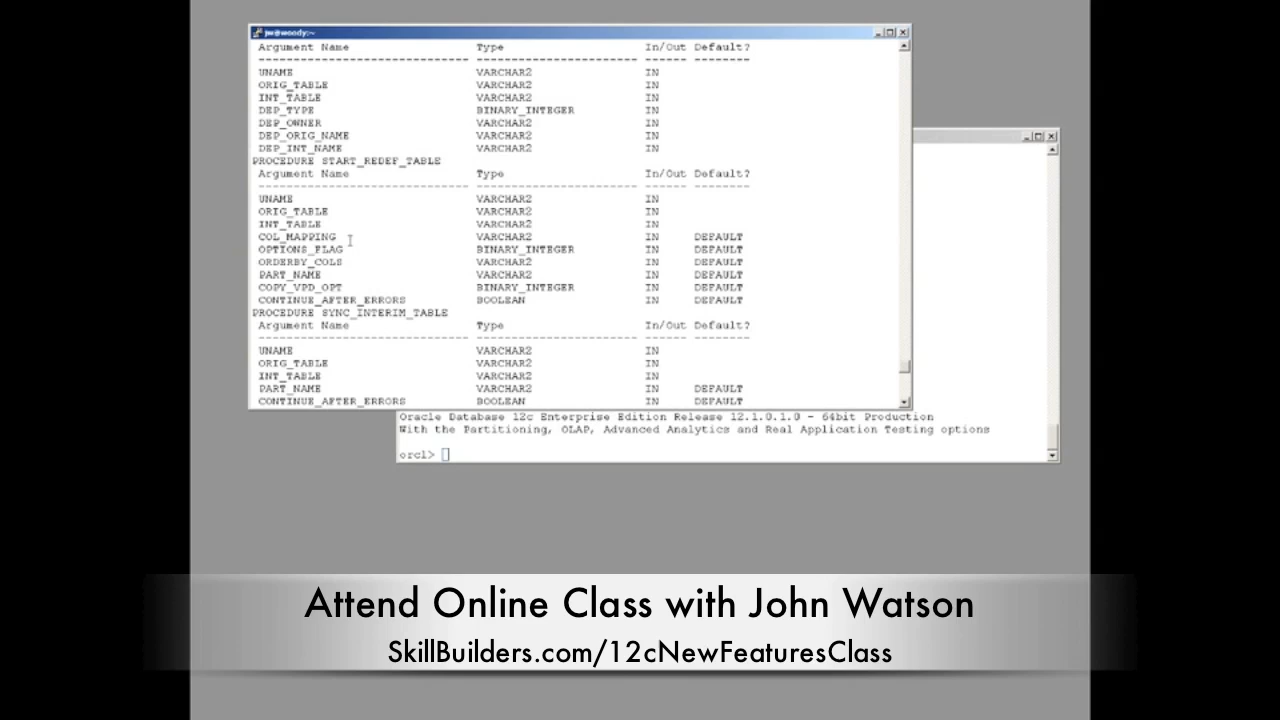 jw@woody:~
Argument Name Type In/Out Default?
------------------------------ ----------------------- ------ --------
UNAME VARCHAR2 IN
ORIG_TABLE VARCHAR2 IN
INT_TABLE VARCHAR2 IN
DEP_TYPE BINARY_INTEGER IN
DEP_OWNER VARCHAR2 IN
DEP_ORIG_NAME VARCHAR2 IN
DEP_INT_NAME VARCHAR2 IN
PROCEDURE START_REDEF_TABLE
Argument Name Type In/Out Default?
------------------------------ ----------------------- ------ --------
UNAME VARCHAR2 IN
ORIG_TABLE VARCHAR2 IN
INT_TABLE VARCHAR2 IN
COL_MAPPING VARCHAR2 IN DEFAULT
OPTIONS_FLAG BINARY_INTEGER IN DEFAULT
ORDERBY_COLS VARCHAR2 IN DEFAULT
PART_NAME VARCHAR2 IN DEFAULT
COPY_VPD_OPT BINARY_INTEGER IN DEFAULT
CONTINUE_AFTER_ERRORS BOOLEAN IN DEFAULT
PROCEDURE SYNC_INTERIM_TABLE
Argument Name Type In/Out Default?
------------------------------ ----------------------- ------ --------
UNAME VARCHAR2 IN
ORIG_TABLE VARCHAR2 IN
INT_TABLE VARCHAR2 IN
PART_NAME VARCHAR2 IN DEFAULT
CONTINUE_AFTER_ERRORS BOOLEAN IN DEFAULT
Oracle Database 12c Enterprise Edition Release 12.1.0.1.0 - 64bit Production
With the Partitioning, OLAP, Advanced Analytics and Real Application Testing options
orcl>
Attend Online Class with John Watson
SkillBuilders.com/12cNewFeaturesClass